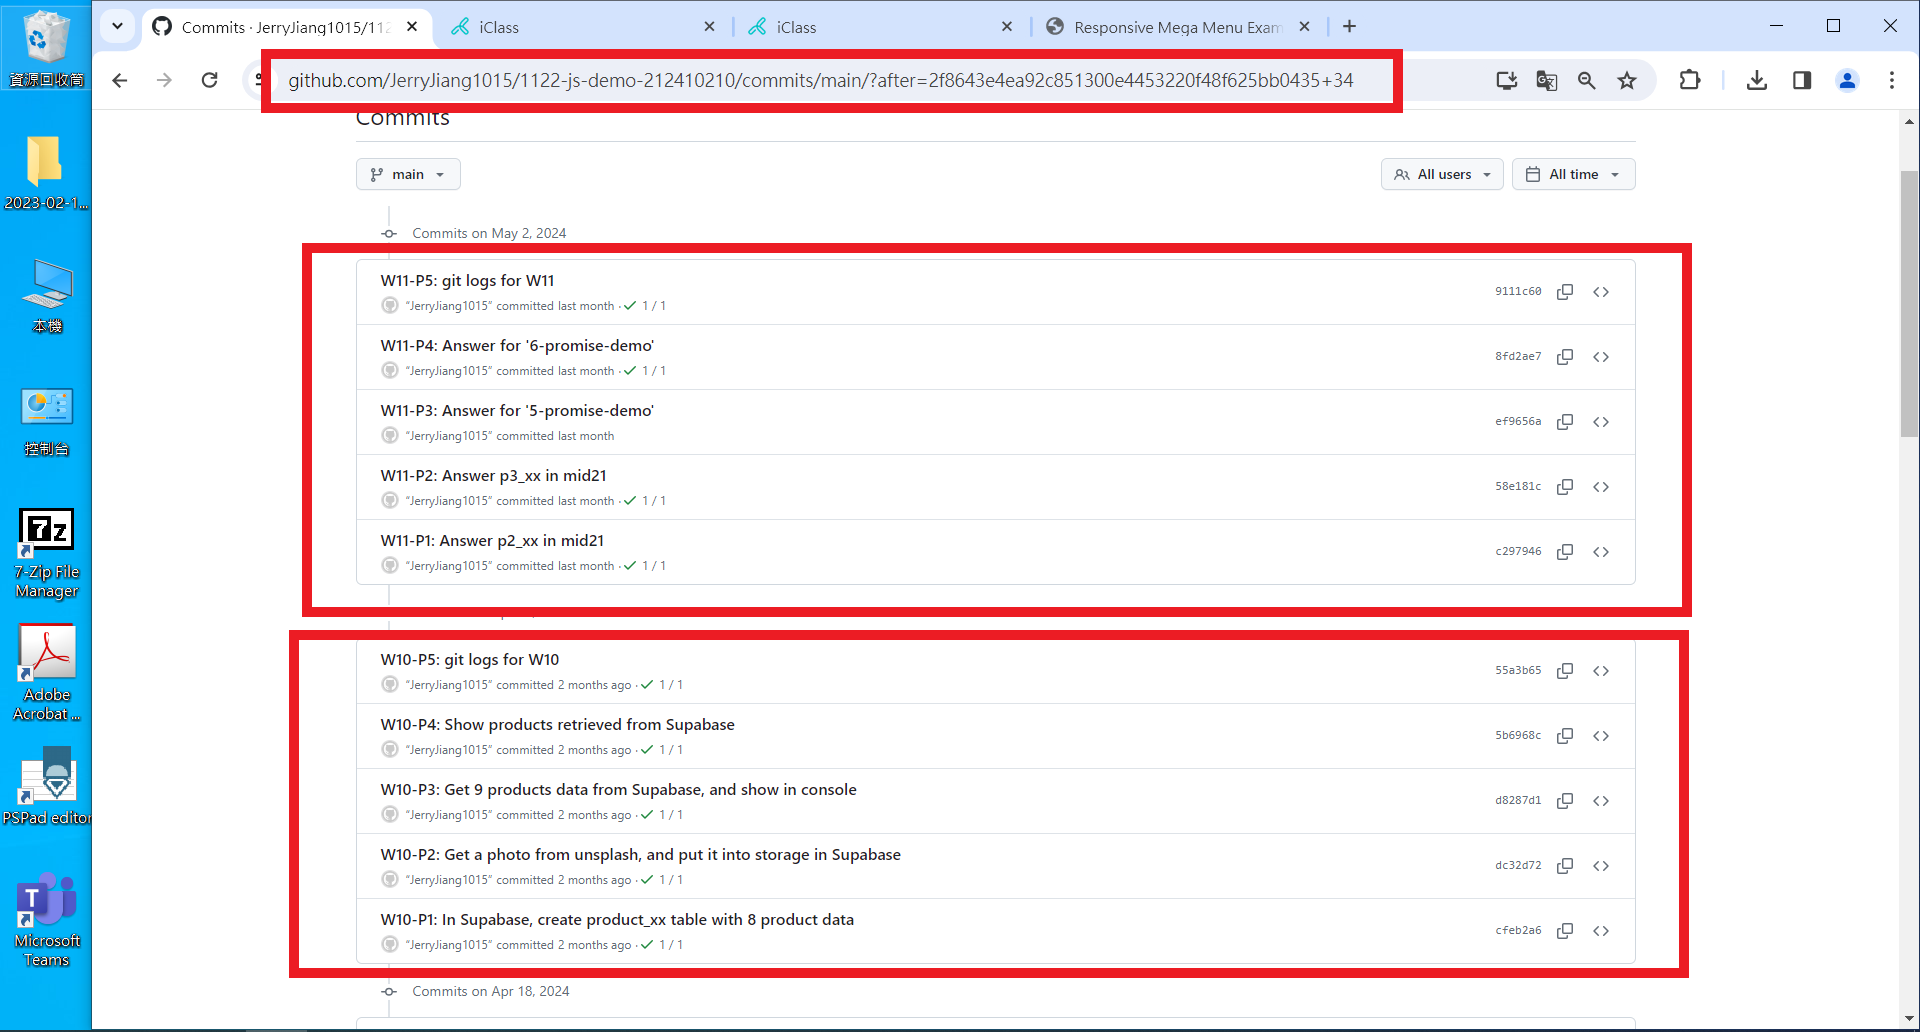 Commits · JerryJiang1015/112
iClass
iClass
Responsive Mega Menu Exam
github.com/JerryJiang1015/1122-js-demo-212410210/commits/main/?after=2f8643e4ea92c851300e4453220f48f625bb0435+34
資源回收筒
2023-02-1...
本機
控制台
7-Zip File
Manager
Adobe
Acrobat ...
PSPad editor
Microsoft
Teams
Commits
main
All users
All time
Commits on May 2, 2024
W11-P5: git logs for W11
9111c60
"JerryJiang1015" committed last month · 1 / 1
W11-P4: Answer for '6-promise-demo'
8fd2ae7
"JerryJiang1015" committed last month · 1 / 1
W11-P3: Answer for '5-promise-demo'
ef9656a
"JerryJiang1015" committed last month
W11-P2: Answer p3_xx in mid21
58e181c
"JerryJiang1015" committed last month · 1 / 1
W11-P1: Answer p2_xx in mid21
c297946
"JerryJiang1015" committed last month · 1 / 1
W10-P5: git logs for W10
55a3b65
"JerryJiang1015" committed 2 months ago · 1 / 1
W10-P4: Show products retrieved from Supabase
5b6968c
"JerryJiang1015" committed 2 months ago · 1 / 1
W10-P3: Get 9 products data from Supabase, and show in console
d8287d1
"JerryJiang1015" committed 2 months ago · 1 / 1
W10-P2: Get a photo from unsplash, and put it into storage in Supabase
dc32d72
"JerryJiang1015" committed 2 months ago · 1 / 1
W10-P1: In Supabase, create product_xx table with 8 product data
cfeb2a6
"JerryJiang1015" committed 2 months ago · 1 / 1
Commits on Apr 18, 2024